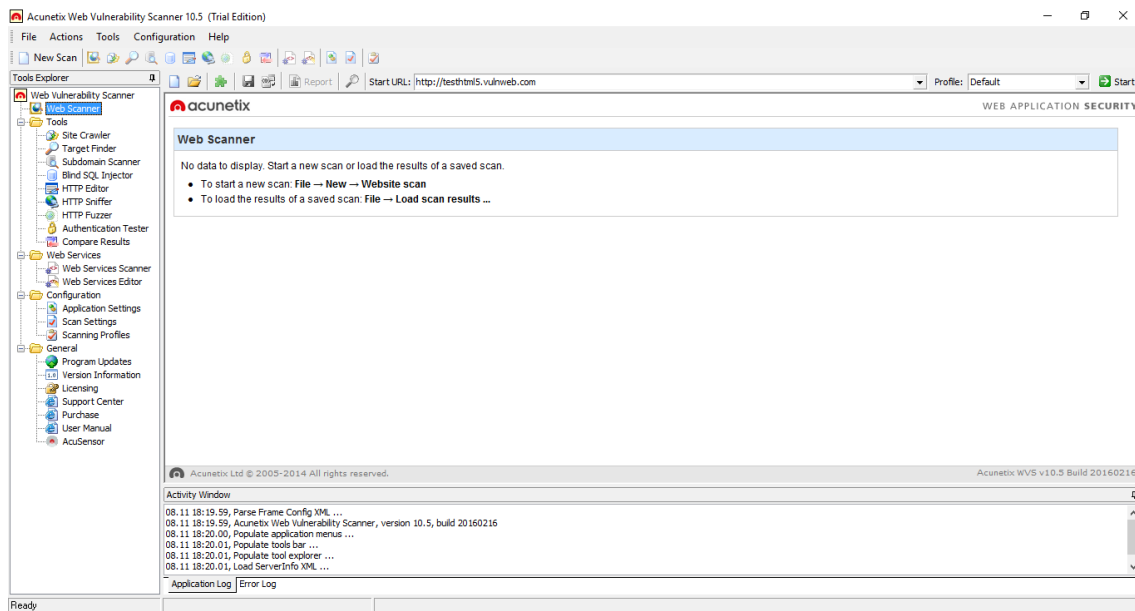 Acunetix Web Vulnerability Scanner 10.5 (Trial Edition)
File Actions Tools Configuration Help
New Scan
Tools Explorer
Report
Start URL: http://testhtml5.vulnweb.com
Profile: Default
Start
Web Vulnerability Scanner
Web Scanner
Tools
Site Crawler
Target Finder
Subdomain Scanner
Blind SQL Injector
HTTP Editor
HTTP Sniffer
HTTP Fuzzer
Authentication Tester
Compare Results
Web Services
Web Services Scanner
Web Services Editor
Configuration
Application Settings
Scan Settings
Scanning Profiles
General
Program Updates
Version Information
Licensing
Support Center
Purchase
User Manual
AcuSensor
acunetix
WEB APPLICATION SECURITY
Web Scanner
No data to display. Start a new scan or load the results of a saved scan.
• To start a new scan: File → New → Website scan
• To load the results of a saved scan: File → Load scan results ...
Acunetix Ltd © 2005-2014 All rights reserved.
Acunetix WVS v10.5 Build 20160216
Activity Window
08.11 18:19.59, Parse Frame Config XML ...
08.11 18:19.59, Acunetix Web Vulnerability Scanner, version 10.5, build 20160216
08.11 18:20.00, Populate application menus ...
08.11 18:20.01, Populate tools bar ...
08.11 18:20.01, Populate tool explorer ...
08.11 18:20.01, Load ServerInfo XML ...
Application Log Error Log
Ready